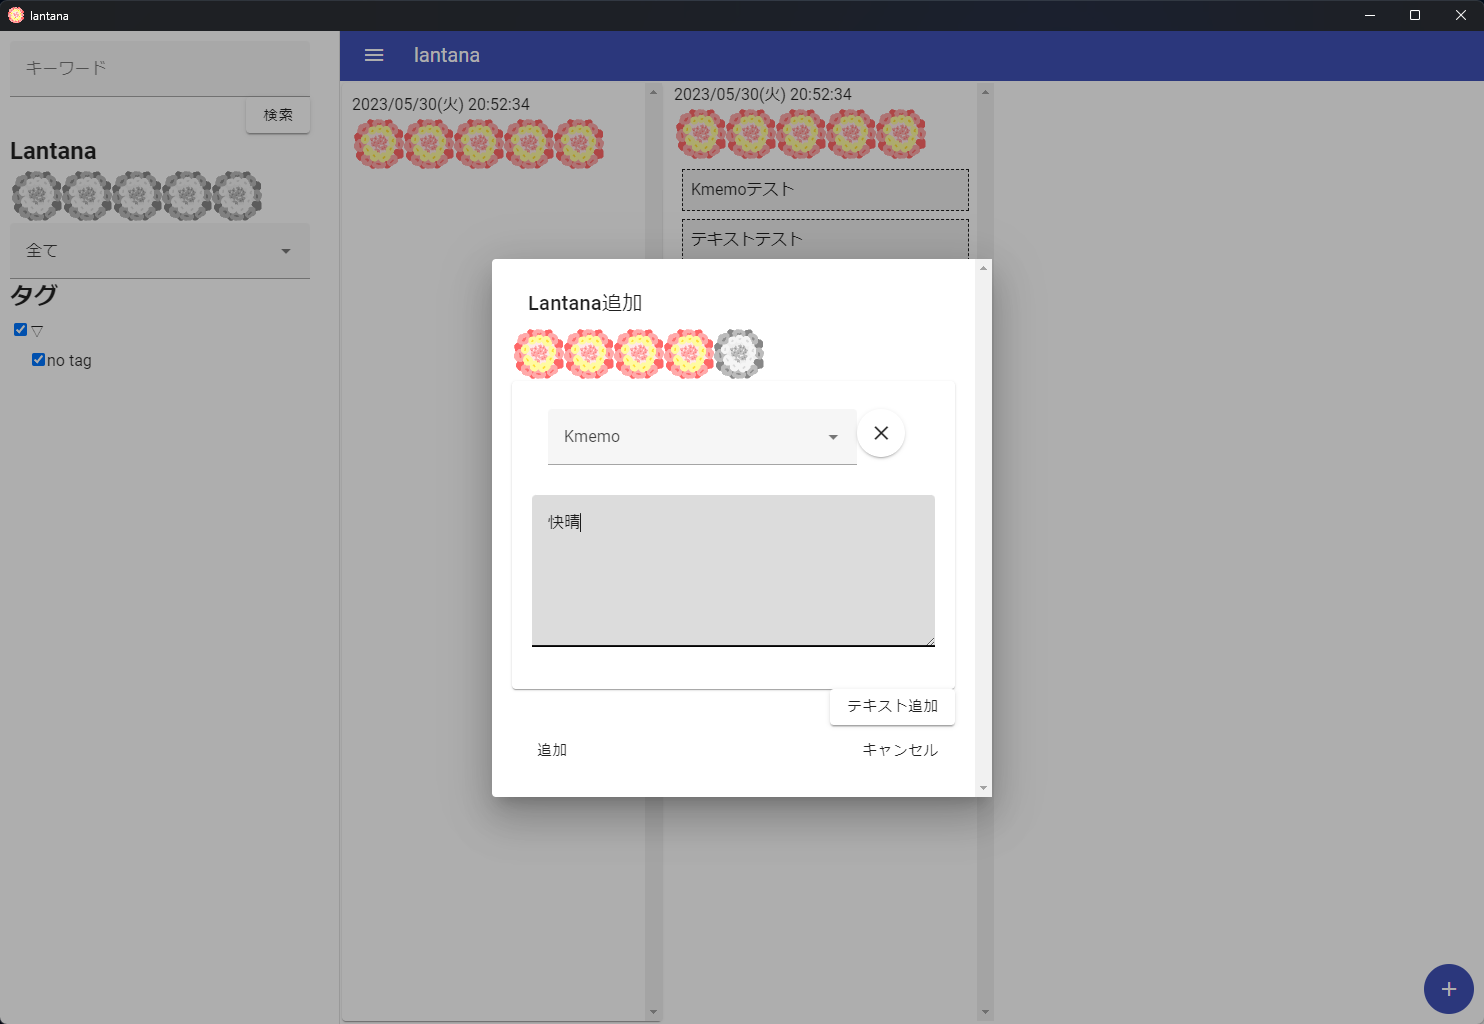 lantana
キーワード
検索
Lantana
全て
タグ
▽
no tag
lantana
2023/05/30(火) 20:52:34
2023/05/30(火) 20:52:34
Kmemoテスト
テキストテスト
Lantana追加
Kmemo
快晴
テキスト追加
追加
キャンセル